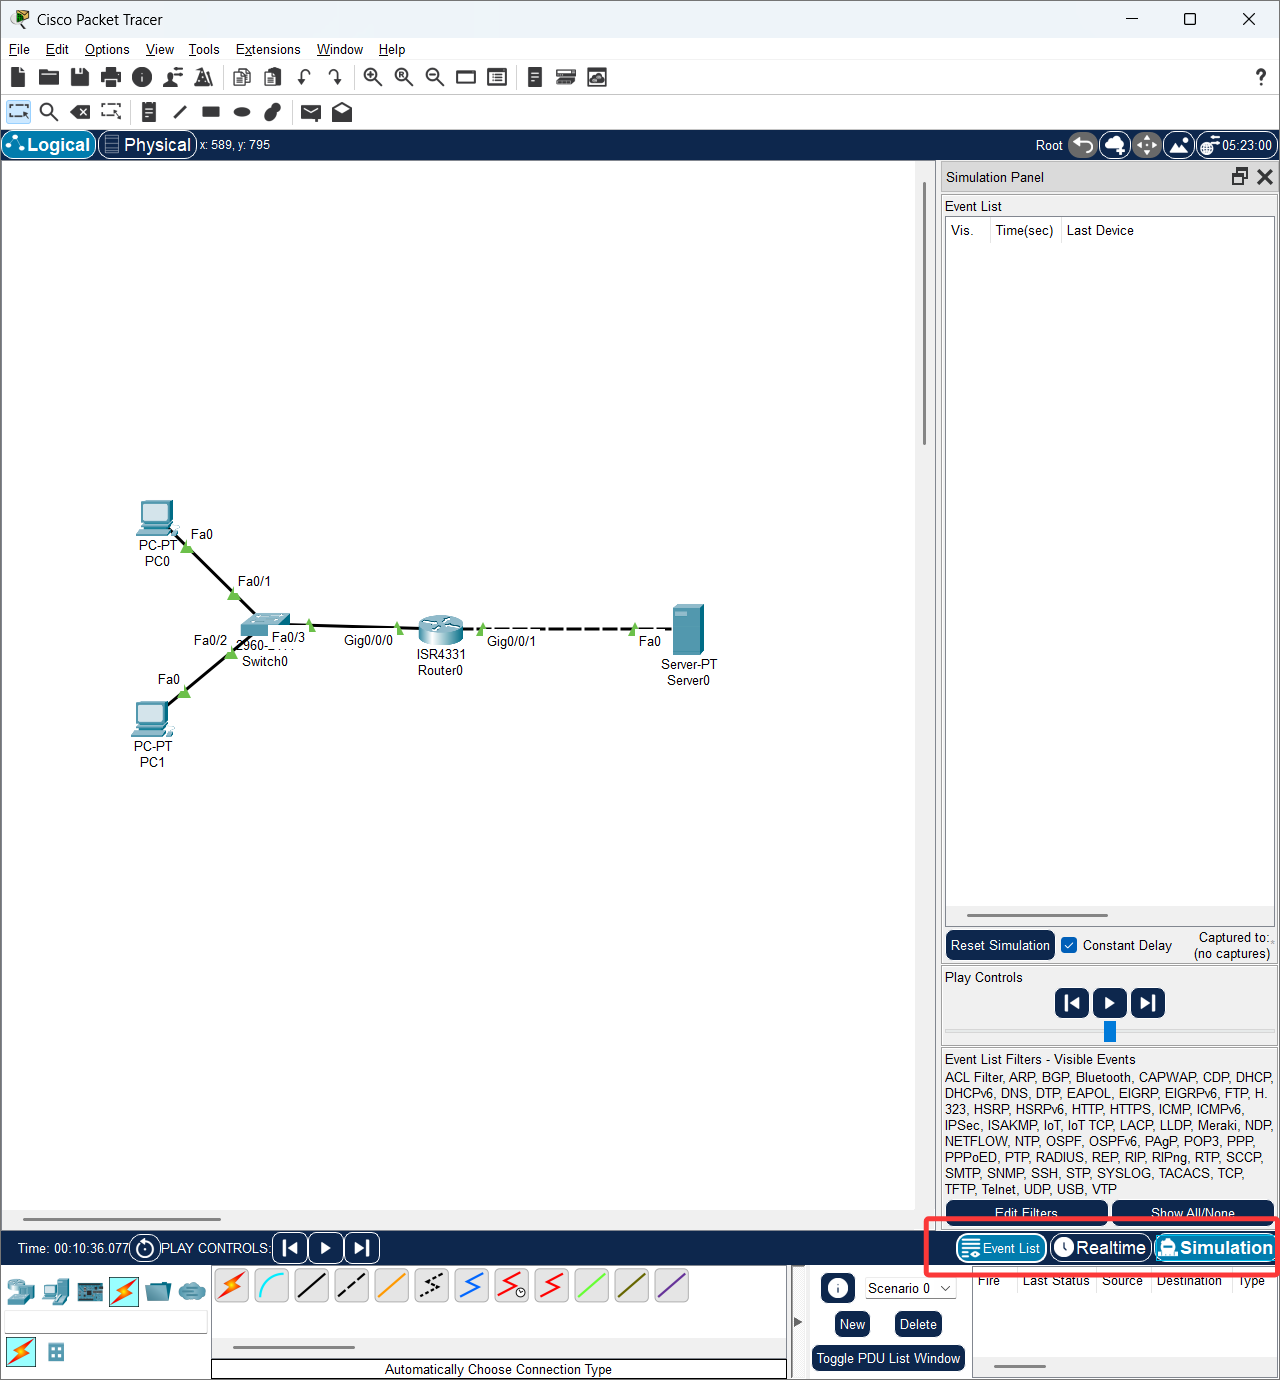 Cisco Packet Tracer
File Edit Options View Tools Extensions Window Help
Logical Physical x: 589, y: 795 Root 05:23:00
Simulation Panel
Event List
Vis. Time(sec) Last Device
PC-PT
PC0
Fa0
Fa0/1
Fa0/2
Fa0/3
Switch0
Fa0
PC-PT
PC1
Gig0/0/0
ISR4331
Router0
Gig0/0/1
Fa0
Server-PT
Server0
Reset Simulation Constant Delay Captured to:
(no captures)
Play Controls
Event List Filters - Visible Events
ACL Filter, ARP, BGP, Bluetooth, CAPWAP, CDP, DHCP,
DHCPv6, DNS, DTP, EAPOL, EIGRP, EIGRPv6, FTP, H.
323, HSRP, HSRPv6, HTTP, HTTPS, ICMP, ICMPv6,
IPSec, ISAKMP, IoT, IoT TCP, LACP, LLDP, Meraki, NDP,
NETFLOW, NTP, OSPF, OSPFv6, PAgP, POP3, PPP,
PPPoED, PTP, RADIUS, REP, RIP, RIPng, RTP, SCCP,
SMTP, SNMP, SSH, STP, SYSLOG, TACACS, TCP,
TFTP, Telnet, UDP, USB, VTP
Edit Filters Show All/None
Time: 00:10:36.077 PLAY CONTROLS: Event List Realtime Simulation
Scenario 0
New Delete
Toggle PDU List Window
Fire Last Status Source Destination Type
Automatically Choose Connection Type